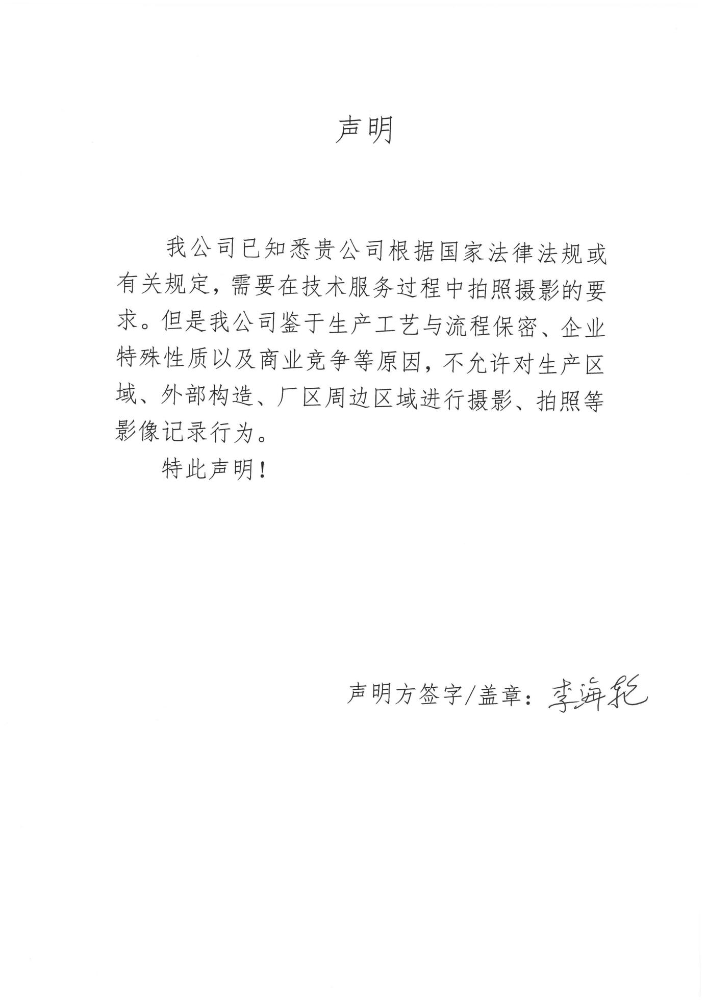 声明
我公司已知悉贵公司根据国家法律法规或
有关规定，需要在技术服务过程中拍照摄影的要
求。但是我公司鉴于生产工艺与流程保密、企业
特殊性质以及商业竞争等原因，不允许对生产区
域、外部构造、厂区周边区域进行摄影、拍照等
影像记录行为。
特此声明！
声明方签字/盖章：李海